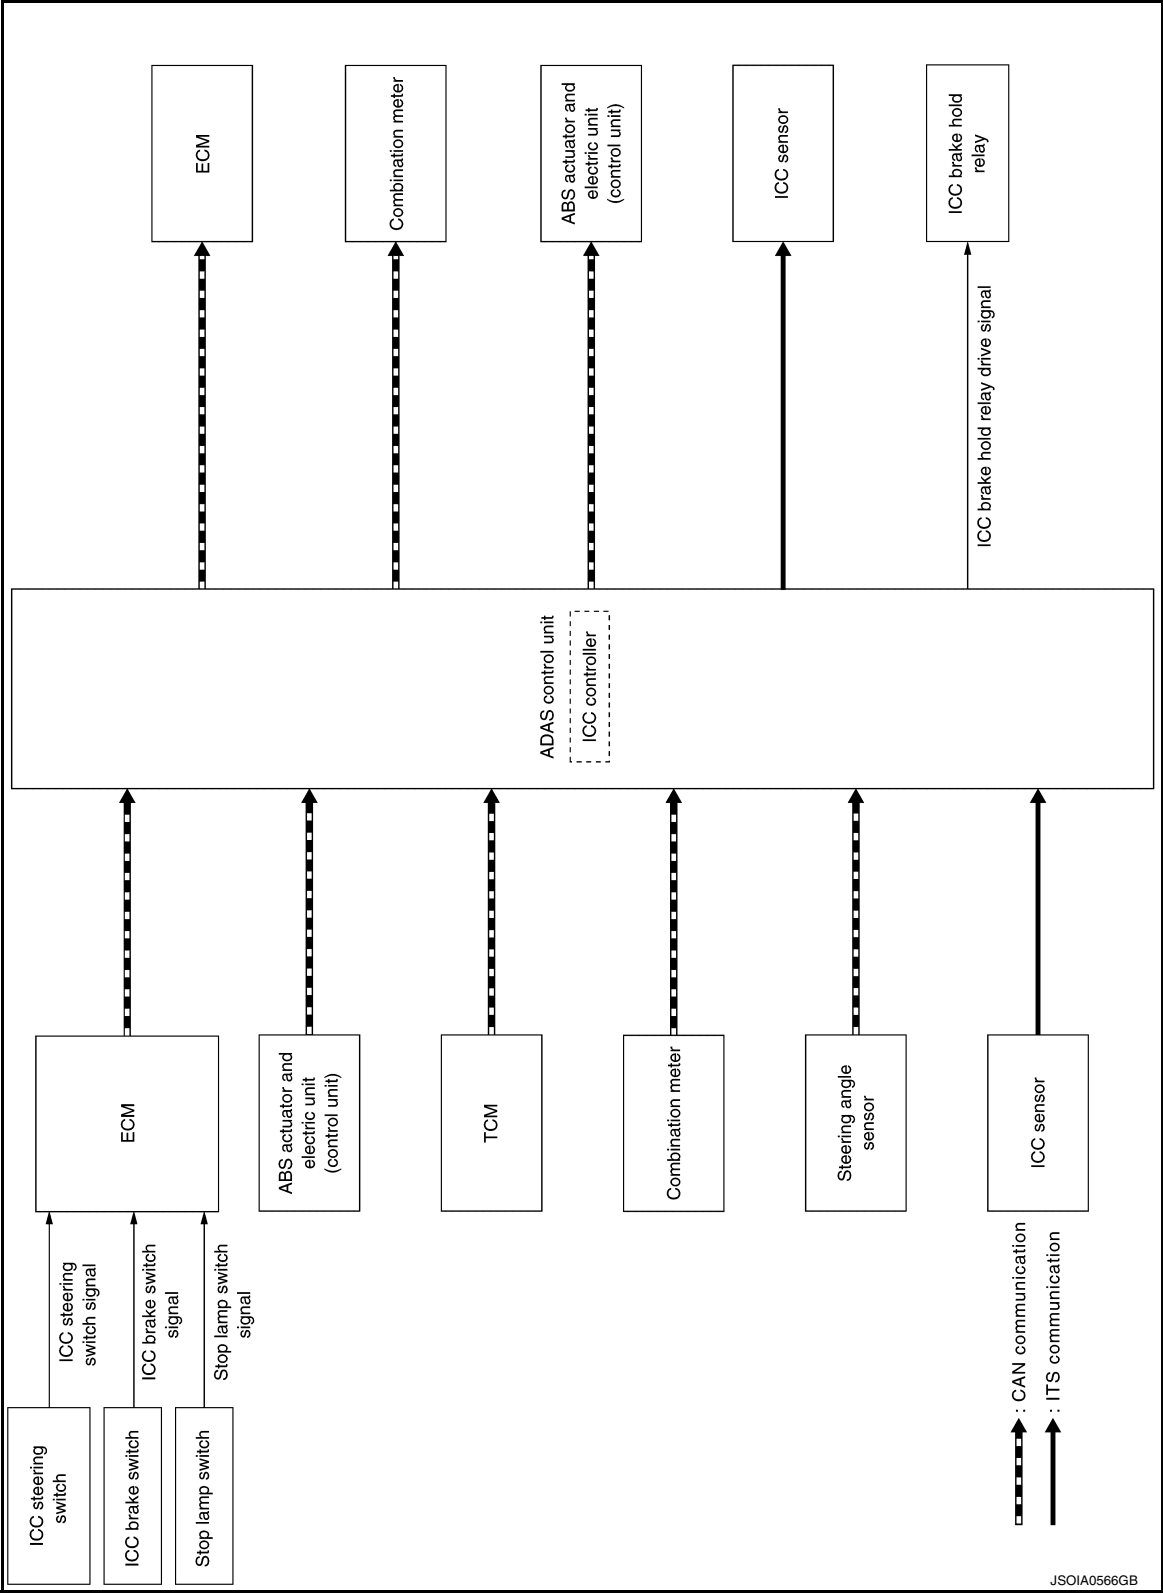 ICC steering
switch
ICC brake switch
Stop lamp switch
ICC steering
switch signal
ICC brake switch
signal
Stop lamp switch
signal
ECM
ABS actuator and
electric unit
(control unit)
TCM
Combination meter
Steering angle
sensor
ICC sensor
ADAS control unit
ICC controller
ECM
Combination meter
ABS actuator and
electric unit
(control unit)
ICC sensor
ICC brake hold relay drive signal
ICC brake hold
relay
: CAN communication
: ITS communication
JSOIA0566GB